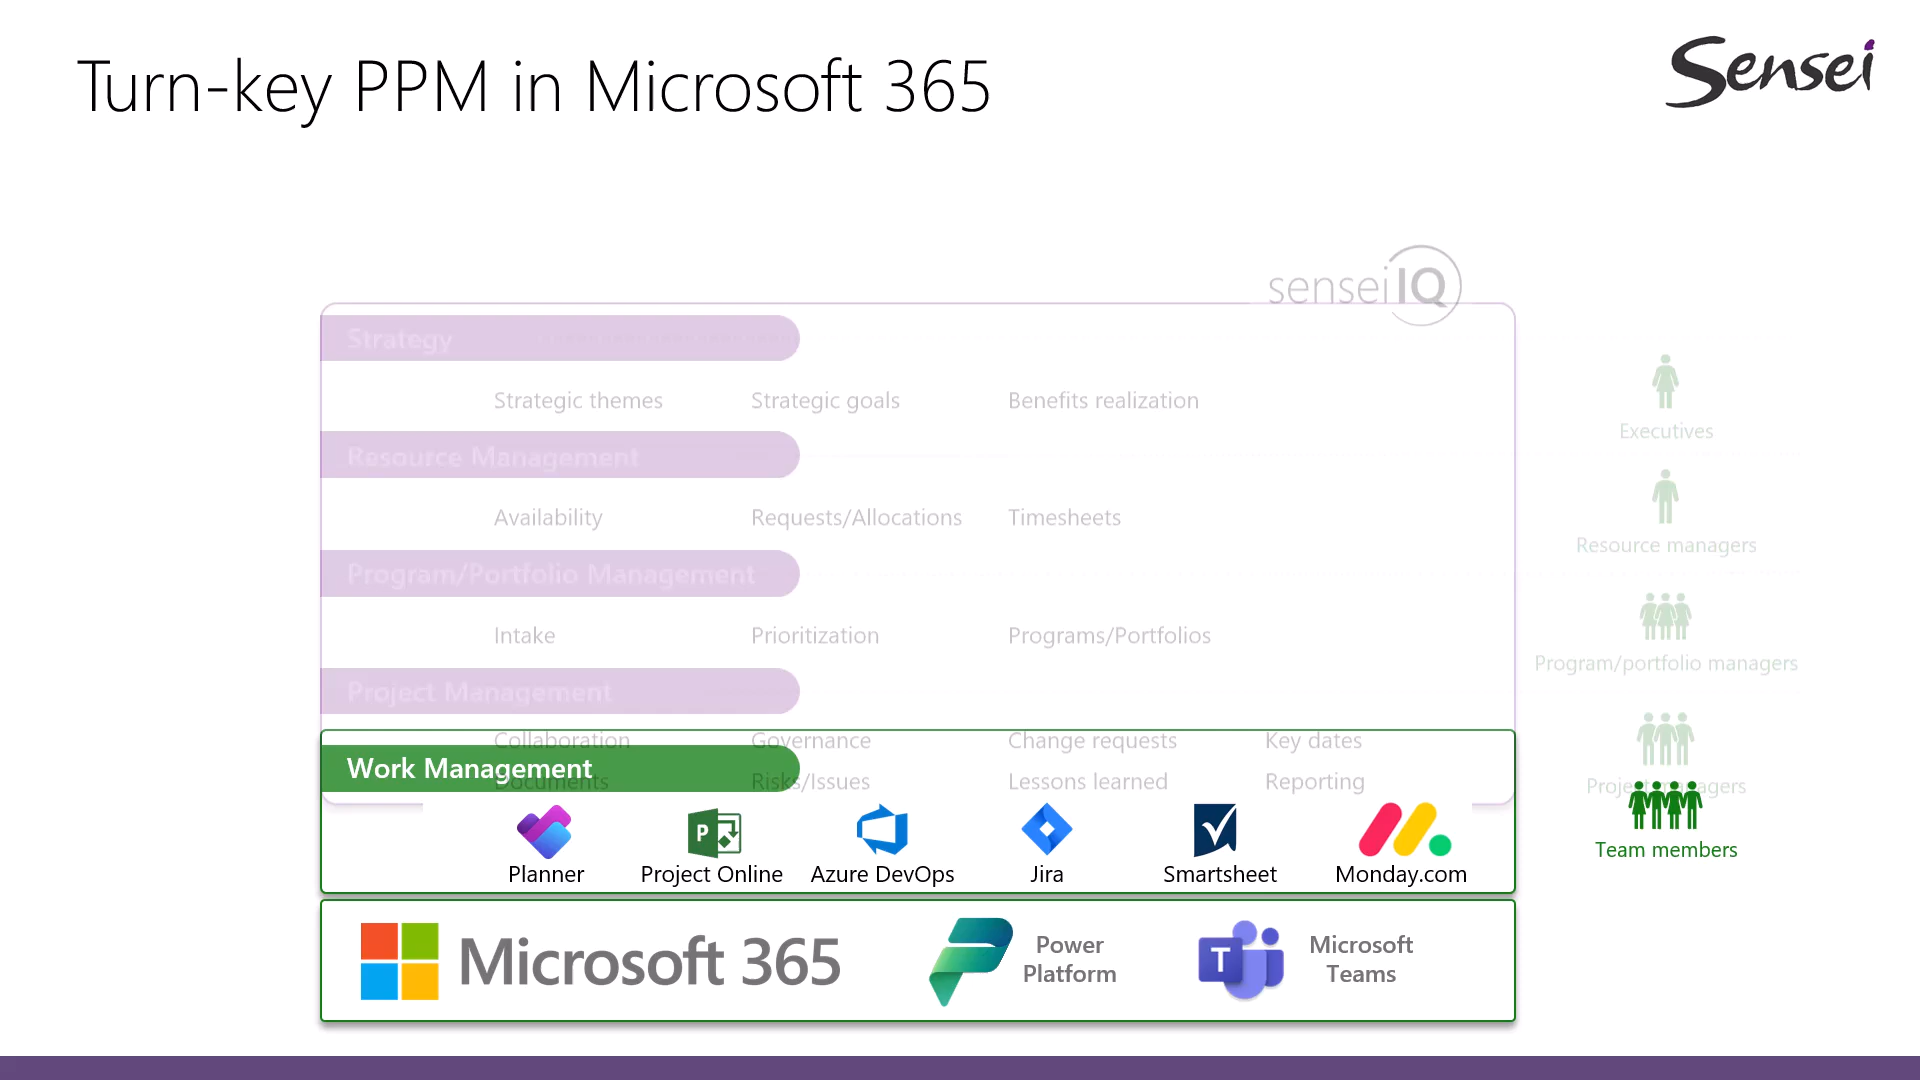 Turn-key PPM in Microsoft 365
Sensei
sensei IQ
Strategy
Strategic themes Strategic goals Benefits realization
Executives
Resource Management
Availability Requests/Allocations Timesheets
Resource managers
Program/Portfolio Management
Intake Prioritization Programs/Portfolios
Program/portfolio managers
Project Management
Collaboration Governance Change requests Key dates
Work Management
Documents Risks/Issues Lessons learned Reporting
Project managers
Planner Project Online Azure DevOps Jira Smartsheet Monday.com
P
Team members
Microsoft 365
Power
Platform
T
Microsoft
Teams